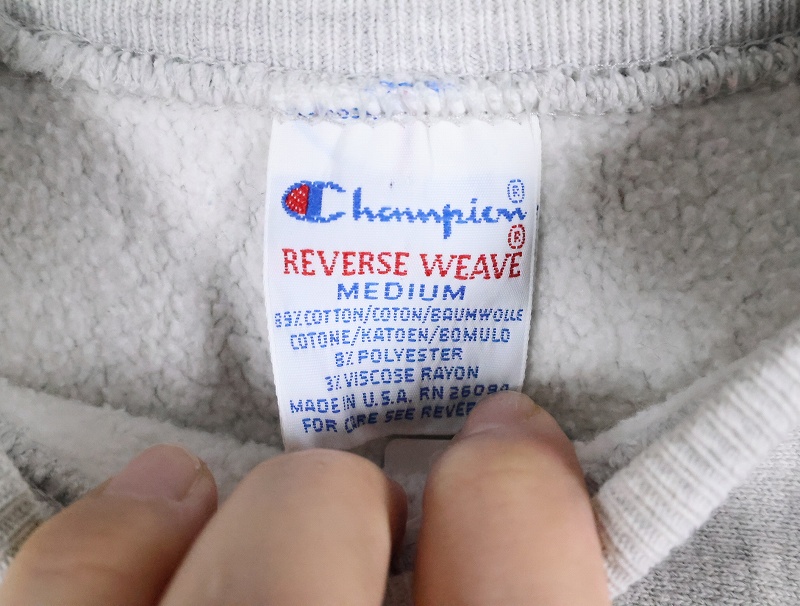 Champion®
REVERSE WEAVE®
MEDIUM
89% COTTON/COTON/BAUMWOLLE
COTONE/KATOEN/BOMULD
8% POLYESTER
3% VISCOSE RAYON
MADE IN U.S.A. RN 26094
FOR CARE SEE